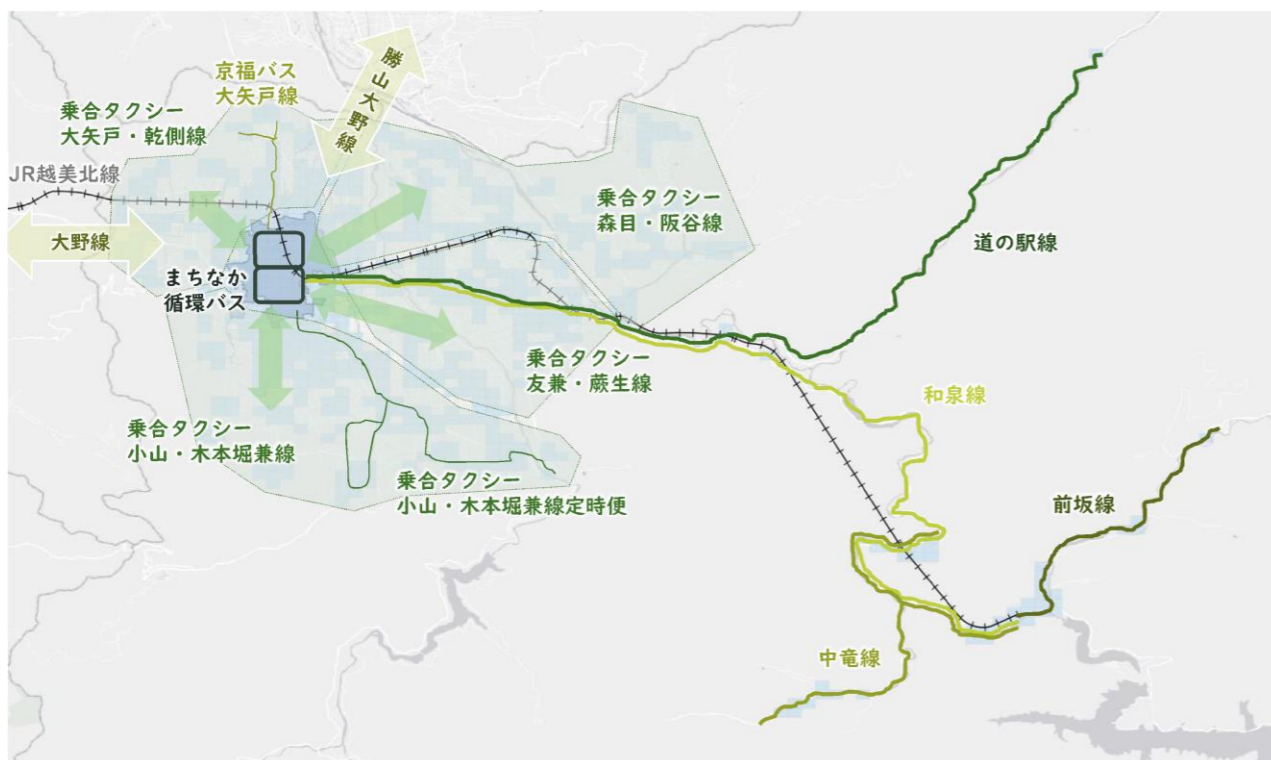 勝山大野線
京福バス
大矢戸線
乗合タクシー
大矢戸・乾側線
JR越美北線
大野線
まちなか
循環バス
乗合タクシー
森目・阪谷線
道の駅線
乗合タクシー
友兼・蕨生線
和泉線
乗合タクシー
小山・木本堀兼線
乗合タクシー
小山・木本堀兼線定時便
前坂線
中竜線